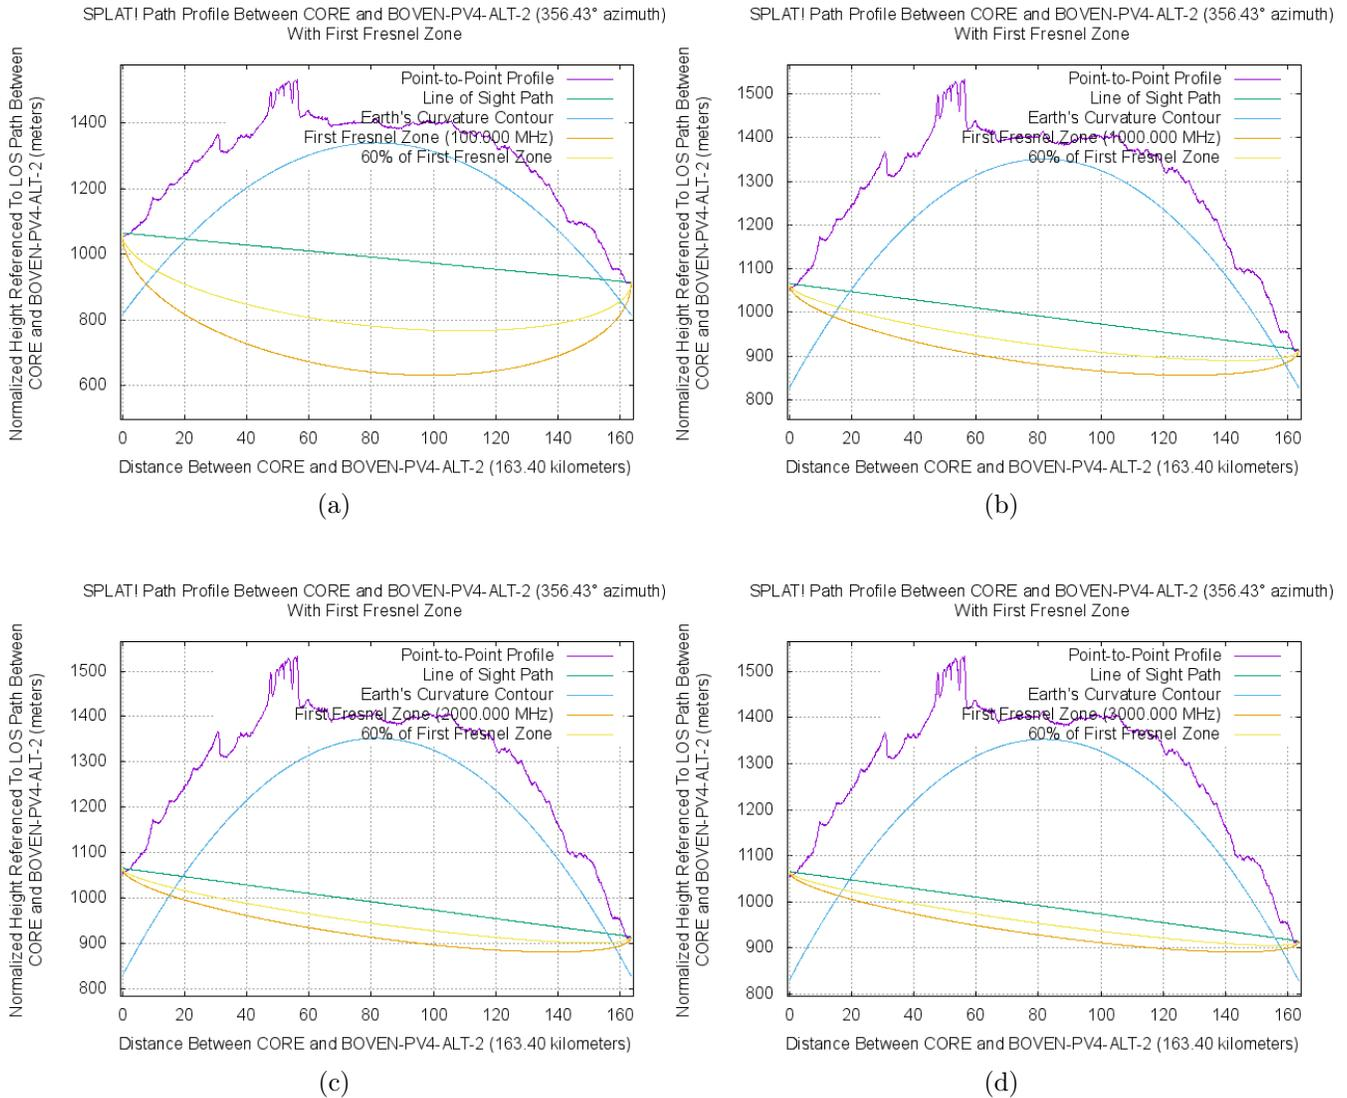 SPLAT! Path Profile Between CORE and BOVEN-PV4-ALT-2 (356.43° azimuth)
With First Fresnel Zone
Normalized Height Referenced To LOS Path Between
CORE and BOVEN-PV4-ALT-2 (meters)
Point-to-Point Profile
Line of Sight Path
Earth's Curvature Contour
First Fresnel Zone (100.000 MHz)
60% of First Fresnel Zone
1400
1200
1000
800
600
0 20 40 60 80 100 120 140 160
Distance Between CORE and BOVEN-PV4-ALT-2 (163.40 kilometers)
(a)
SPLAT! Path Profile Between CORE and BOVEN-PV4-ALT-2 (356.43° azimuth)
With First Fresnel Zone
Normalized Height Referenced To LOS Path Between
CORE and BOVEN-PV4-ALT-2 (meters)
Point-to-Point Profile
Line of Sight Path
Earth's Curvature Contour
First Fresnel Zone (1000.000 MHz)
60% of First Fresnel Zone
1500
1400
1300
1200
1100
1000
900
800
0 20 40 60 80 100 120 140 160
Distance Between CORE and BOVEN-PV4-ALT-2 (163.40 kilometers)
(b)
SPLAT! Path Profile Between CORE and BOVEN-PV4-ALT-2 (356.43° azimuth)
With First Fresnel Zone
Normalized Height Referenced To LOS Path Between
CORE and BOVEN-PV4-ALT-2 (meters)
Point-to-Point Profile
Line of Sight Path
Earth's Curvature Contour
First Fresnel Zone (2000.000 MHz)
60% of First Fresnel Zone
1500
1400
1300
1200
1100
1000
900
800
0 20 40 60 80 100 120 140 160
Distance Between CORE and BOVEN-PV4-ALT-2 (163.40 kilometers)
(c)
SPLAT! Path Profile Between CORE and BOVEN-PV4-ALT-2 (356.43° azimuth)
With First Fresnel Zone
Normalized Height Referenced To LOS Path Between
CORE and BOVEN-PV4-ALT-2 (meters)
Point-to-Point Profile
Line of Sight Path
Earth's Curvature Contour
First Fresnel Zone (3000.000 MHz)
60% of First Fresnel Zone
1500
1400
1300
1200
1100
1000
900
800
0 20 40 60 80 100 120 140 160
Distance Between CORE and BOVEN-PV4-ALT-2 (163.40 kilometers)
(d)